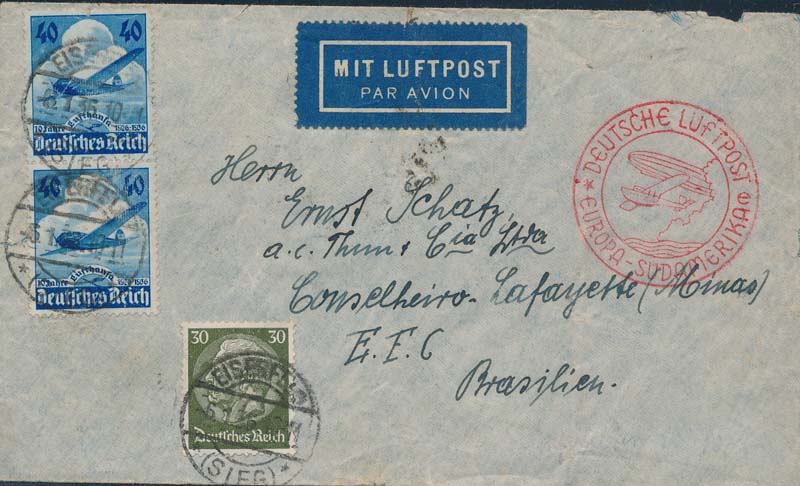 40 40
10 Jahre Lufthansa 1926-1936
Deutsches Reich
40 40
10 Jahre Lufthansa 1926-1936
Deutsches Reich
MIT LUFTPOST
PAR AVION
* DEUTSCHE LUFTPOST *
EUROPA-SÜDAMERIKA
Herrn
Ernst Schatz,
a.c. Thun & Cia Ltda
Conselheiro-Lafayette (Minas)
E. F. C
Brasilien.
30 30
Deutsches Reich
EISERFELD
(SIEG)